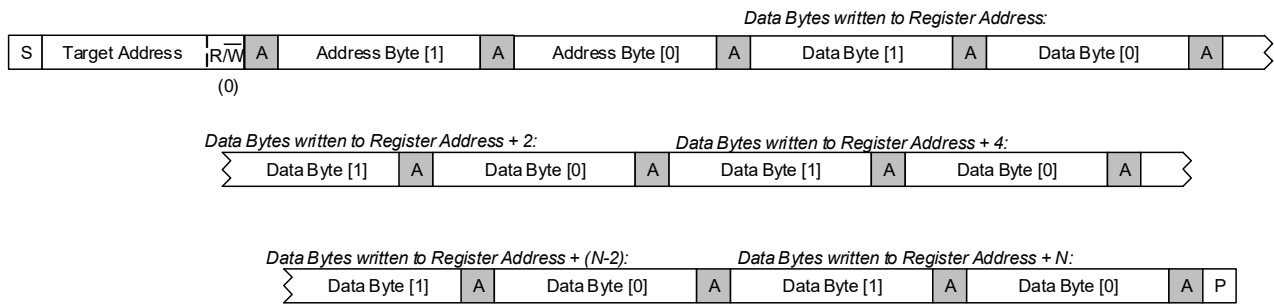 Data Bytes written to Register Address:
S Target Address R/W A Address Byte [1] A Address Byte [0] A Data Byte [1] A Data Byte [0] A
(0)
Data Bytes written to Register Address + 2: Data Bytes written to Register Address + 4:
Data Byte [1] A Data Byte [0] A Data Byte [1] A Data Byte [0] A
Data Bytes written to Register Address + (N-2): Data Bytes written to Register Address + N:
Data Byte [1] A Data Byte [0] A Data Byte [1] A Data Byte [0] A P